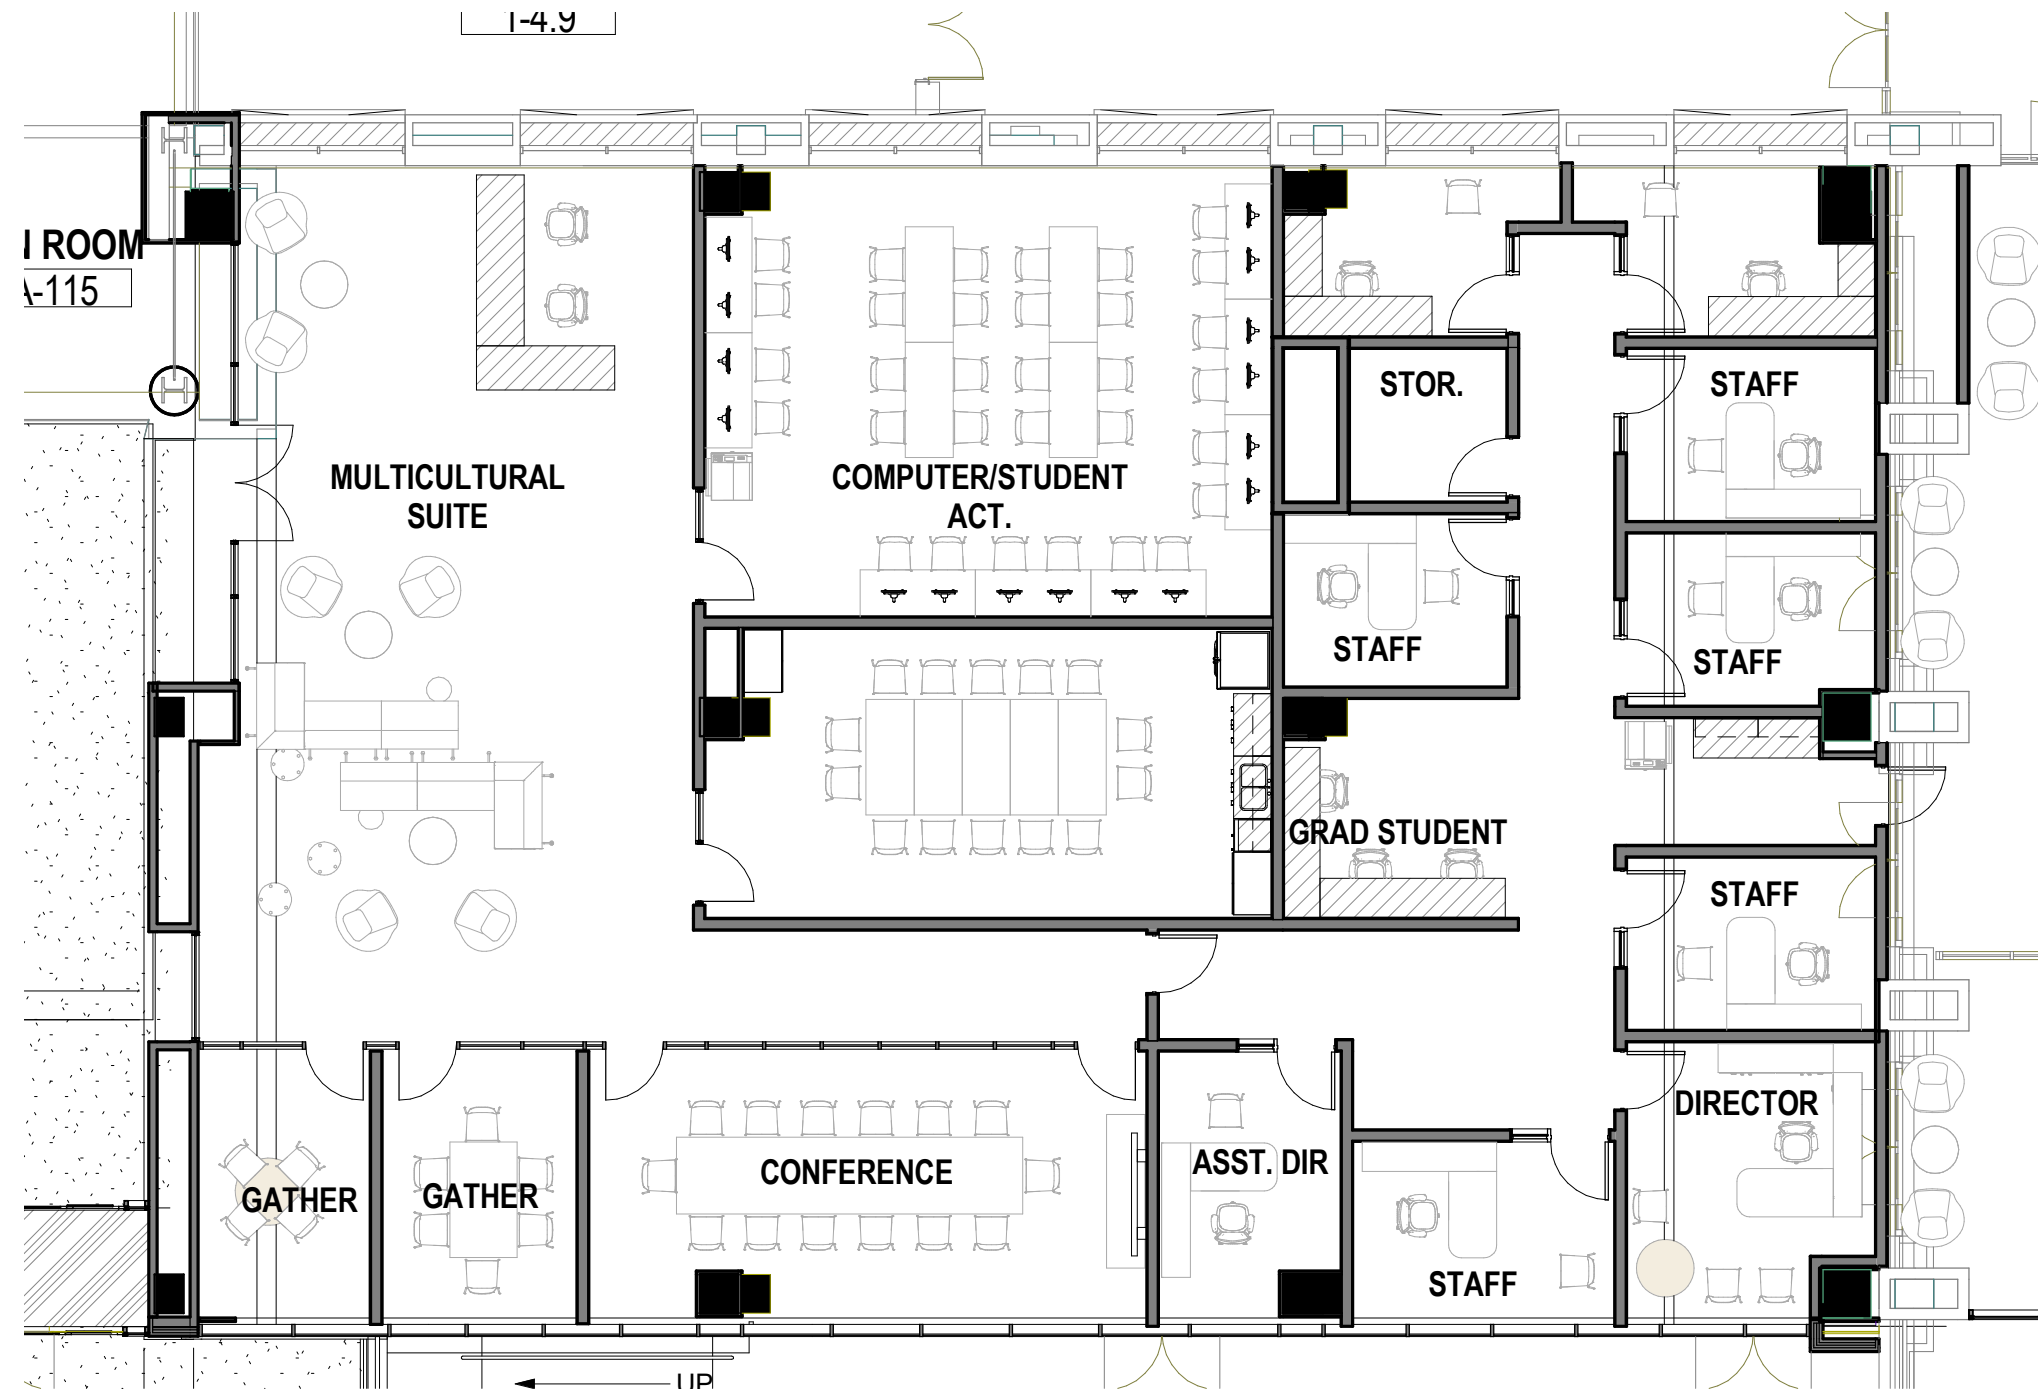 1-4.9
ROOM
A-115
MULTICULTURAL
SUITE
COMPUTER/STUDENT
ACT.
STOR.
STAFF
STAFF
STAFF
STAFF
GRAD STUDENT
STAFF
DIRECTOR
ASST. DIR
CONFERENCE
GATHER
GATHER
STAFF
UP